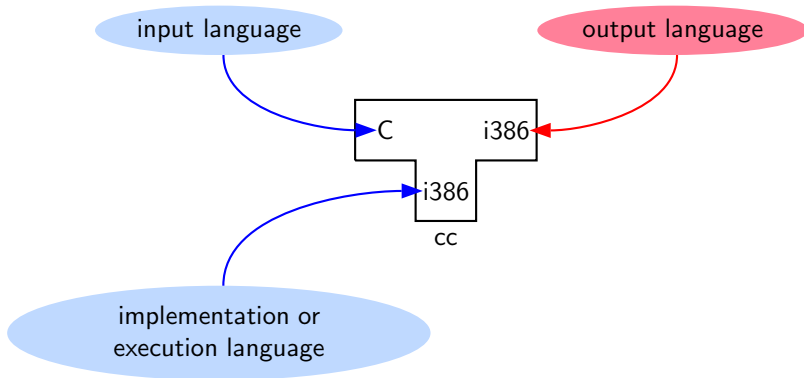 input language
output language
C
i386
i386
cc
implementation or
execution language